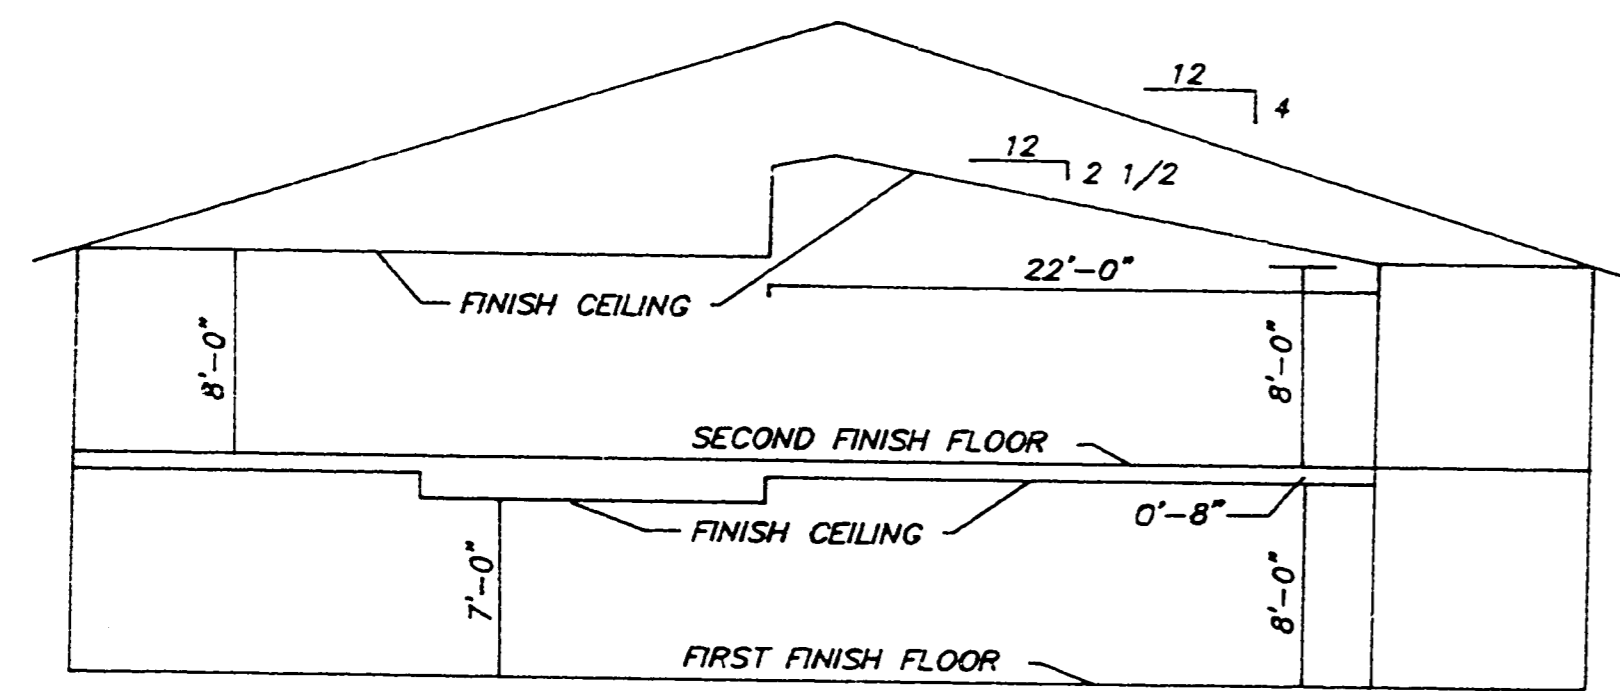 12
4
12
2 1/2
22'-0"
FINISH CEILING
8'-0"
8'-0"
SECOND FINISH FLOOR
0'-8"
FINISH CEILING
7'-0"
8'-0"
FIRST FINISH FLOOR